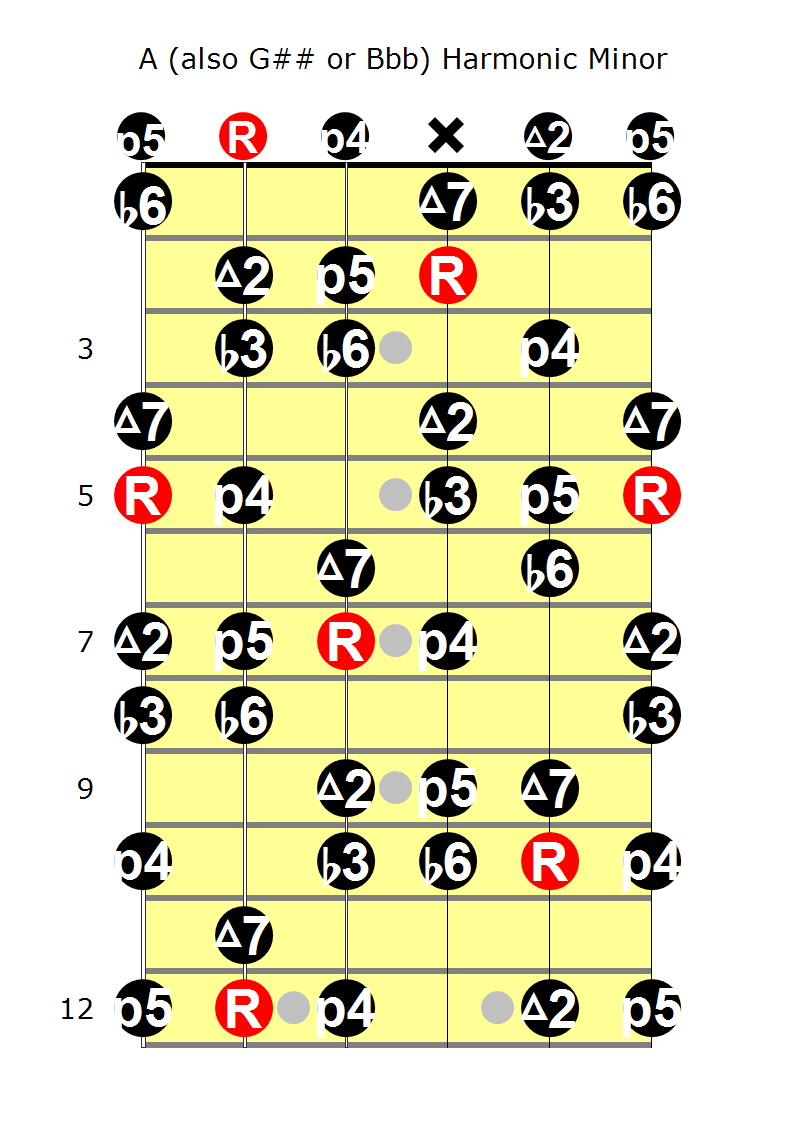 A (also G## or Bbb) Harmonic Minor
p5 R p4 × Δ2 p5
♭6 Δ7 ♭3 ♭6
Δ2 p5 R
3 ♭3 ♭6 p4
Δ7 Δ2 Δ7
5 R p4 ♭3 p5 R
Δ7 ♭6
7 Δ2 p5 R p4 Δ2
♭3 ♭6 ♭3
9 Δ2 p5 Δ7
p4 ♭3 ♭6 R p4
Δ7
12 p5 R p4 Δ2 p5